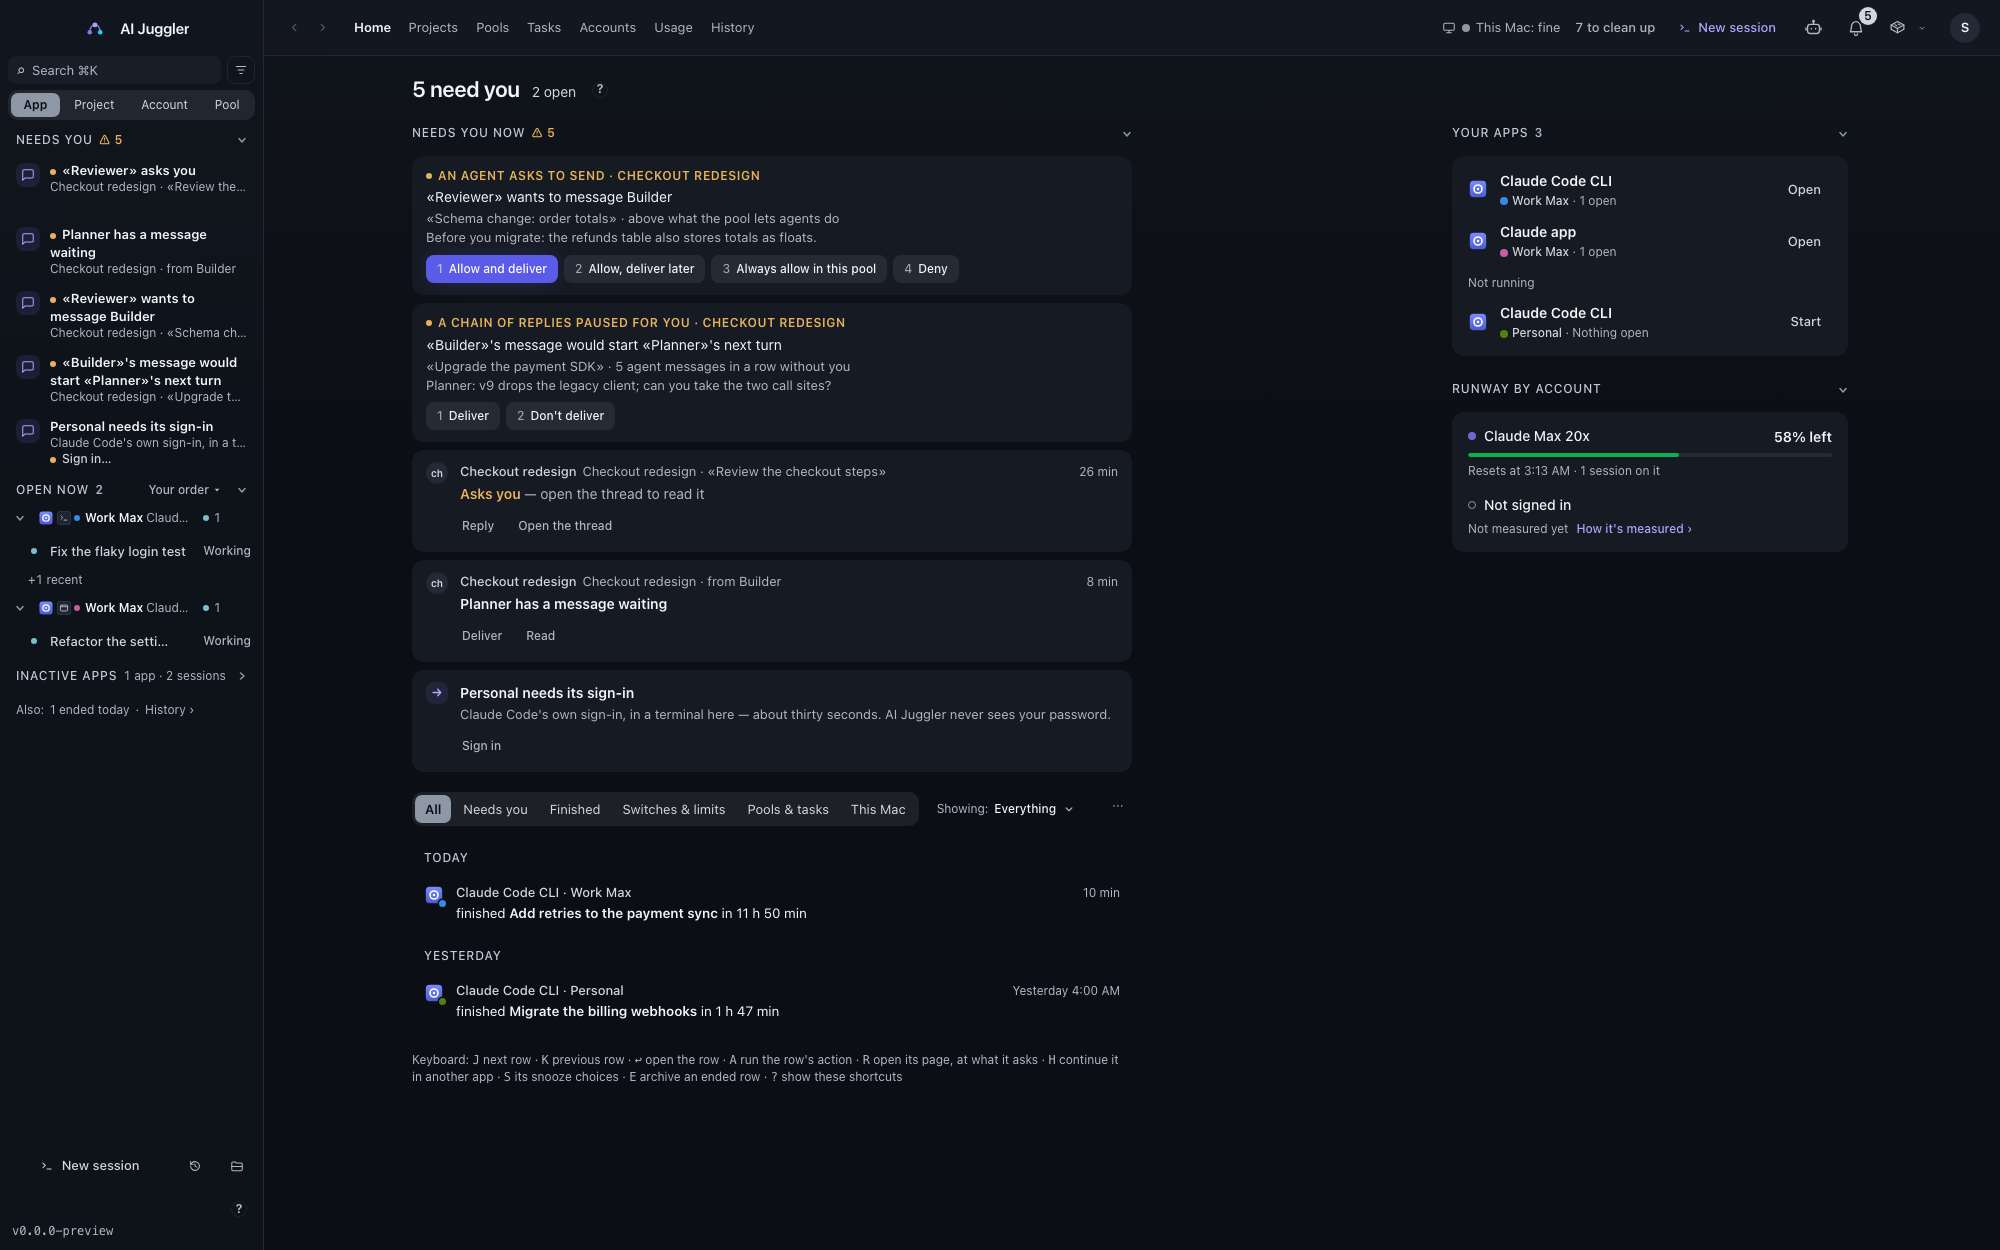 AI Juggler
Search ⌘K
App Project Account Pool
NEEDS YOU 5
«Reviewer» asks you
Checkout redesign · «Review the...
Planner has a message
waiting
Checkout redesign · from Builder
«Reviewer» wants to
message Builder
Checkout redesign · «Schema ch...
«Builder»'s message would
start «Planner»'s next turn
Checkout redesign · «Upgrade t...
Personal needs its sign-in
Claude Code's own sign-in, in a t...
Sign in...
OPEN NOW 2 Your order
Work Max Claud... 1
Fix the flaky login test Working
+1 recent
Work Max Claud... 1
Refactor the setti... Working
INACTIVE APPS 1 app · 2 sessions
Also: 1 ended today · History ›
New session
?
v0.0.0-preview
Home Projects Pools Tasks Accounts Usage History
This Mac: fine 7 to clean up New session 5 S
5 need you 2 open ?
NEEDS YOU NOW 5
AN AGENT ASKS TO SEND · CHECKOUT REDESIGN
«Reviewer» wants to message Builder
«Schema change: order totals» · above what the pool lets agents do
Before you migrate: the refunds table also stores totals as floats.
1 Allow and deliver 2 Allow, deliver later 3 Always allow in this pool 4 Deny
A CHAIN OF REPLIES PAUSED FOR YOU · CHECKOUT REDESIGN
«Builder»'s message would start «Planner»'s next turn
«Upgrade the payment SDK» · 5 agent messages in a row without you
Planner: v9 drops the legacy client; can you take the two call sites?
1 Deliver 2 Don't deliver
ch Checkout redesign Checkout redesign · «Review the checkout steps» 26 min
Asks you — open the thread to read it
Reply Open the thread
ch Checkout redesign Checkout redesign · from Builder 8 min
Planner has a message waiting
Deliver Read
Personal needs its sign-in
Claude Code's own sign-in, in a terminal here — about thirty seconds. AI Juggler never sees your password.
Sign in
All Needs you Finished Switches & limits Pools & tasks This Mac Showing: Everything ...
TODAY
Claude Code CLI · Work Max 10 min
finished Add retries to the payment sync in 11 h 50 min
YESTERDAY
Claude Code CLI · Personal Yesterday 4:00 AM
finished Migrate the billing webhooks in 1 h 47 min
Keyboard: J next row · K previous row · ↩ open the row · A run the row's action · R open its page, at what it asks · H continue it
in another app · S its snooze choices · E archive an ended row · ? show these shortcuts
YOUR APPS 3
Claude Code CLI
Work Max · 1 open
Open
Claude app
Work Max · 1 open
Open
Not running
Claude Code CLI
Personal · Nothing open
Start
RUNWAY BY ACCOUNT
Claude Max 20x 58% left
Resets at 3:13 AM · 1 session on it
Not signed in
Not measured yet How it's measured ›